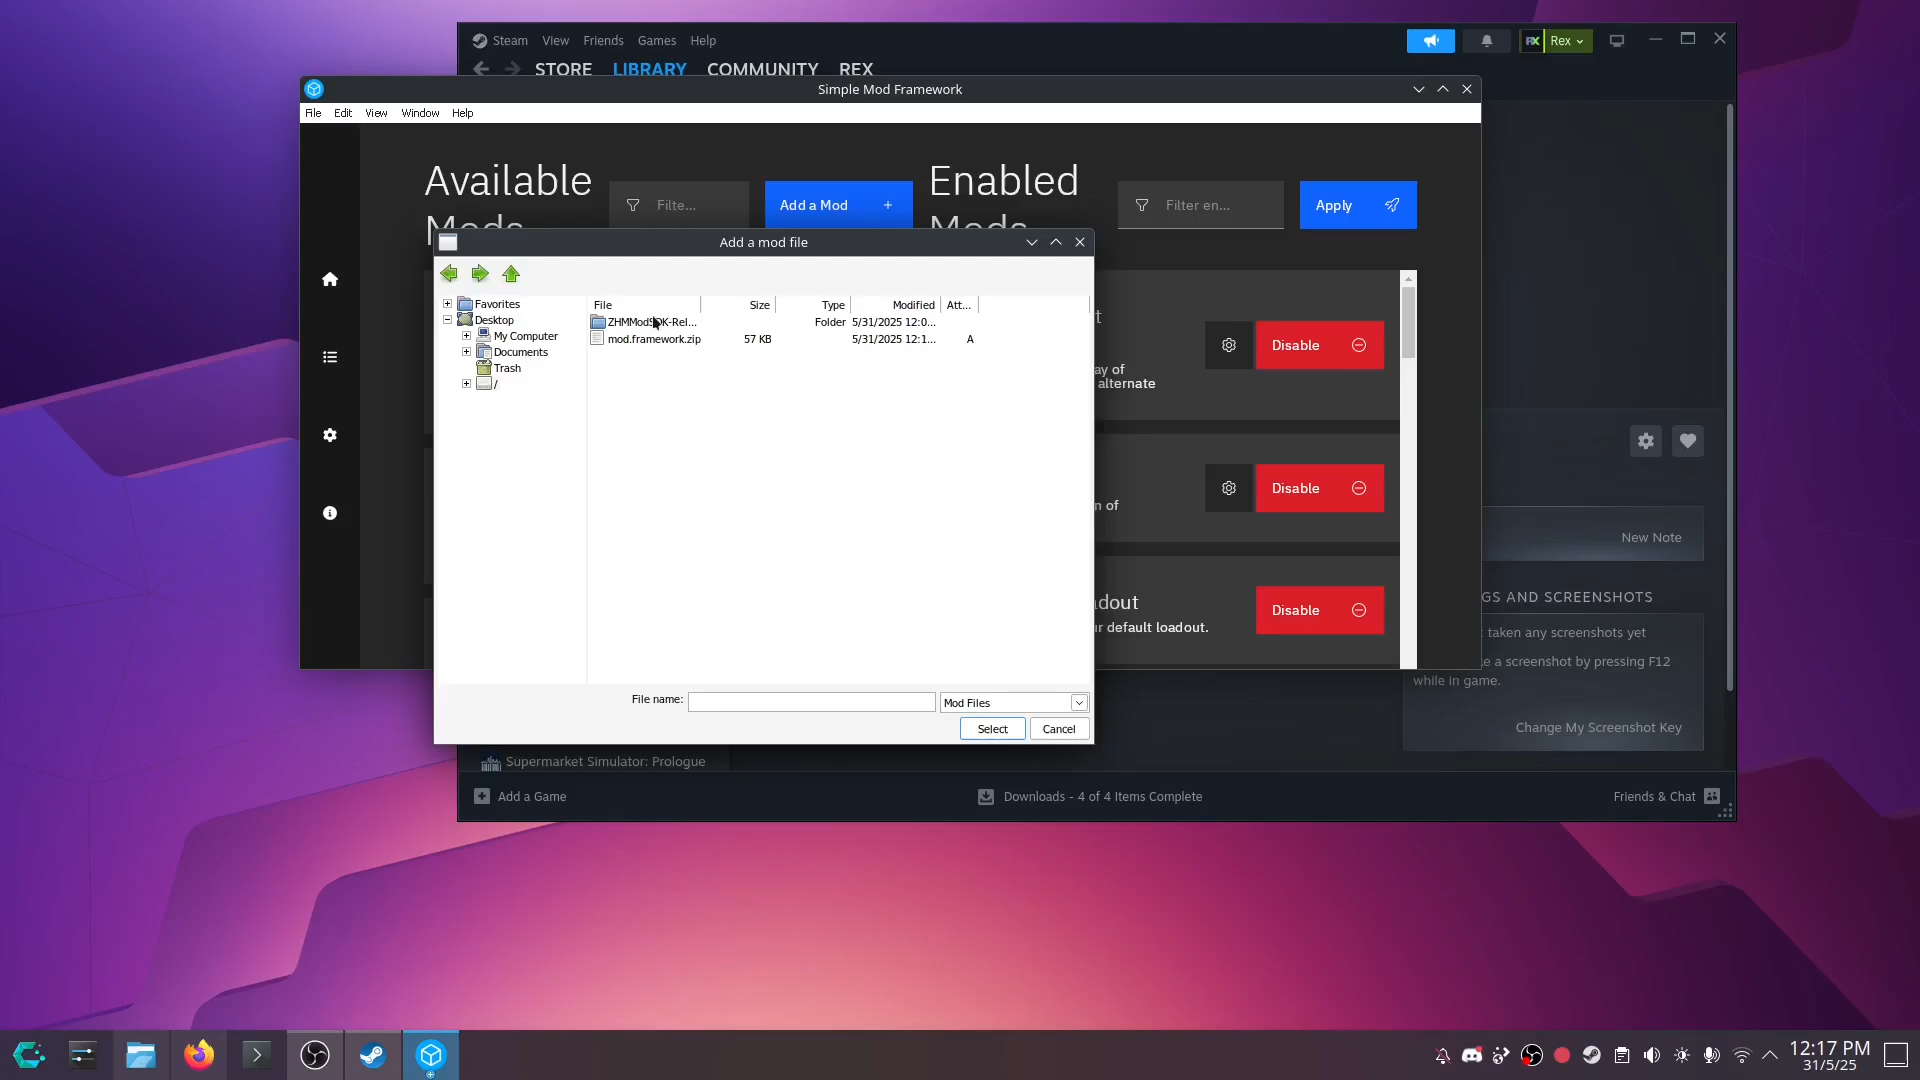 Steam View Friends Games Help
Rex
STORE LIBRARY COMMUNITY REX
Simple Mod Framework
File Edit View Window Help
Available Mods
Filte...
Add a Mod +
Enabled Mods
Filter en...
Apply
Add a mod file
Favorites
Desktop
My Computer
Documents
Trash
/
File Size Type Modified Att...
Folder 5/31/2025 12:0...
mod.framework.zip 57 KB 5/31/2025 12:1... A
t
ay of
alternate
Disable
n of
Disable
dout
ur default loadout.
Disable
File name:
Mod Files
Select Cancel
New Note
GS AND SCREENSHOTS
taken any screenshots yet
e a screenshot by pressing F12
while in game.
Change My Screenshot Key
Supermarket Simulator: Prologue
Add a Game
Downloads - 4 of 4 Items Complete
Friends & Chat
12:17 PM
31/5/25